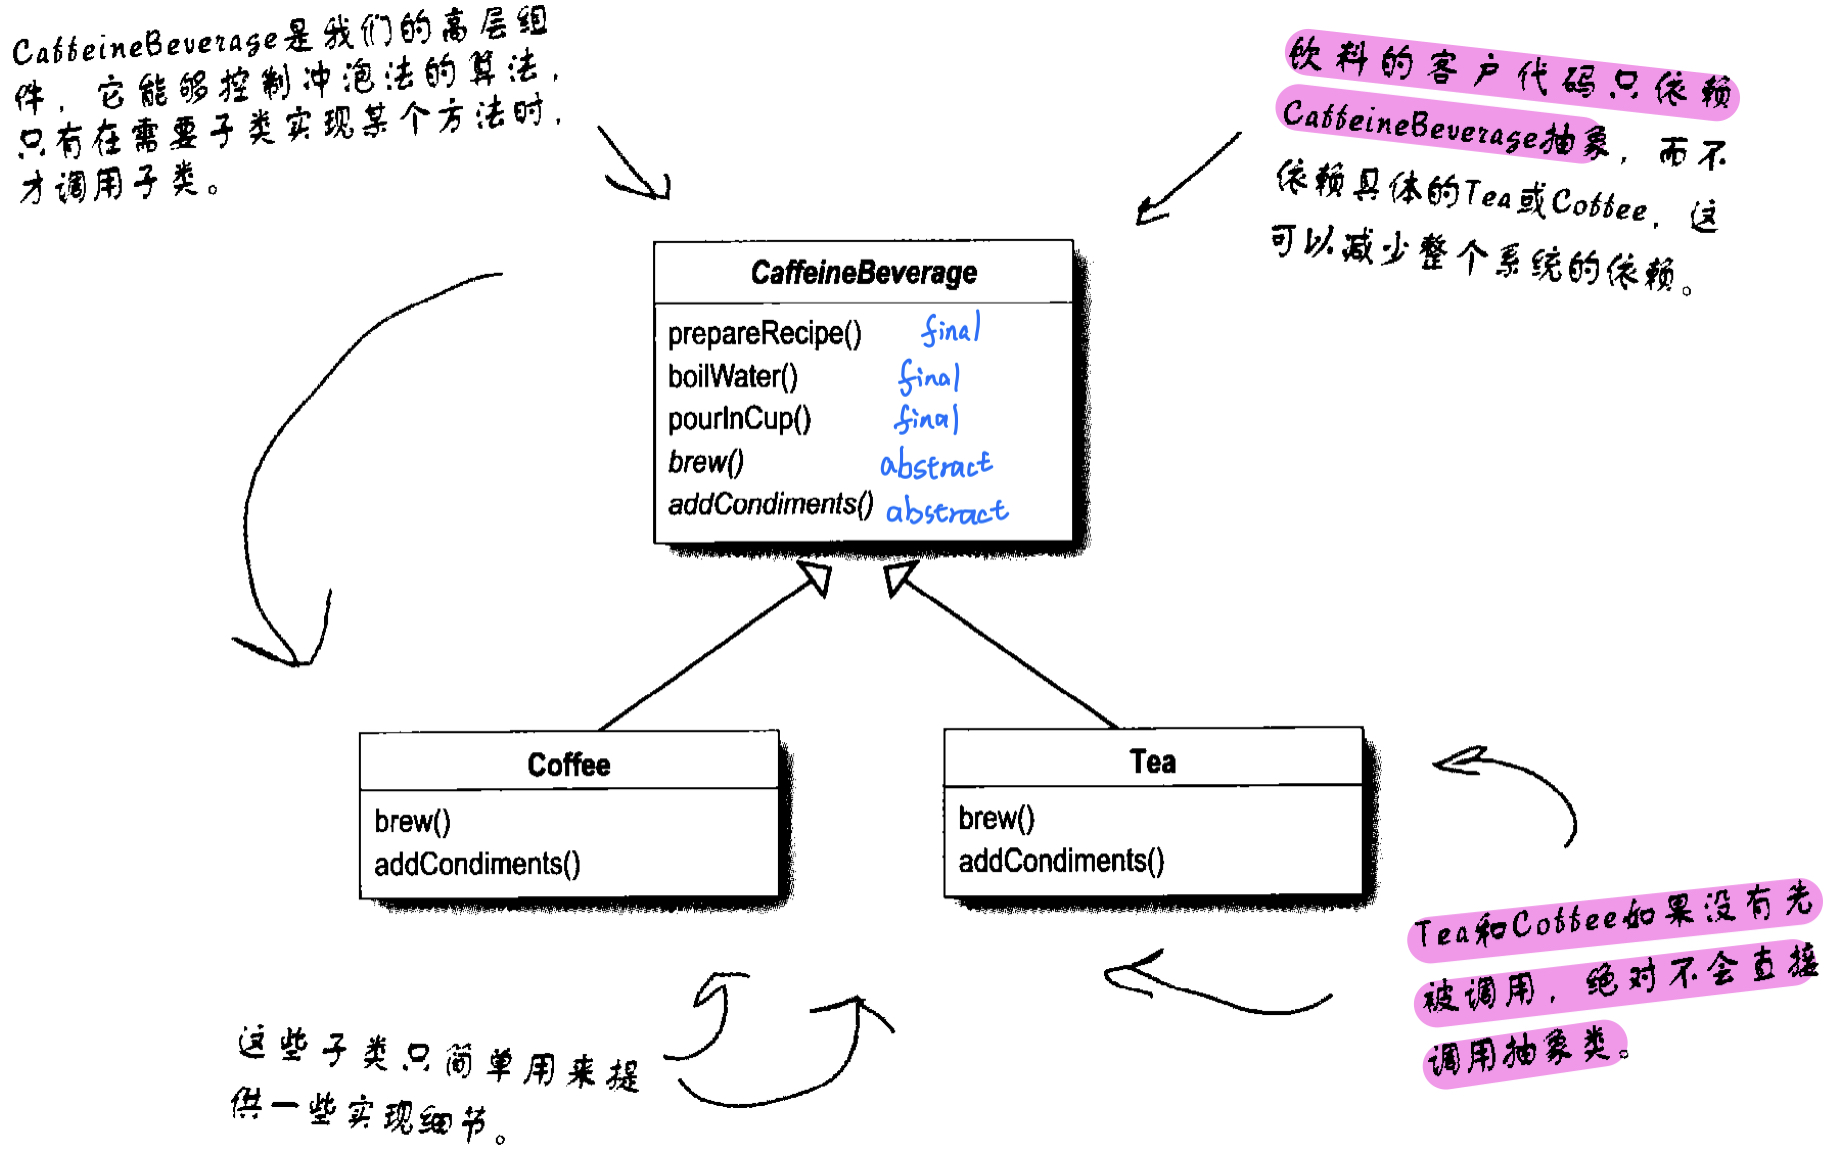 CaffeineBeverage是我们的高层组
件，它能够控制冲泡法的算法，
只有在需要子类实现某个方法时，
才调用子类。
饮料的客户代码只依赖
CaffeineBeverage抽象，而不
依赖具体的Tea或Coffee，这
可以减少整个系统的依赖。
CaffeineBeverage
prepareRecipe() final
boilWater() final
pourInCup() final
brew() abstract
addCondiments() abstract
Coffee
brew()
addCondiments()
Tea
brew()
addCondiments()
Tea和Coffee如果没有先
被调用，绝对不会直接
调用抽象类。
这些子类只简单用来提
供一些实现细节。